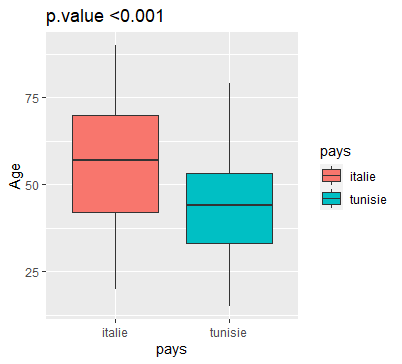 p.value <0.001
Age
75
50
25
italie
tunisie
pays
pays
italie
tunisie